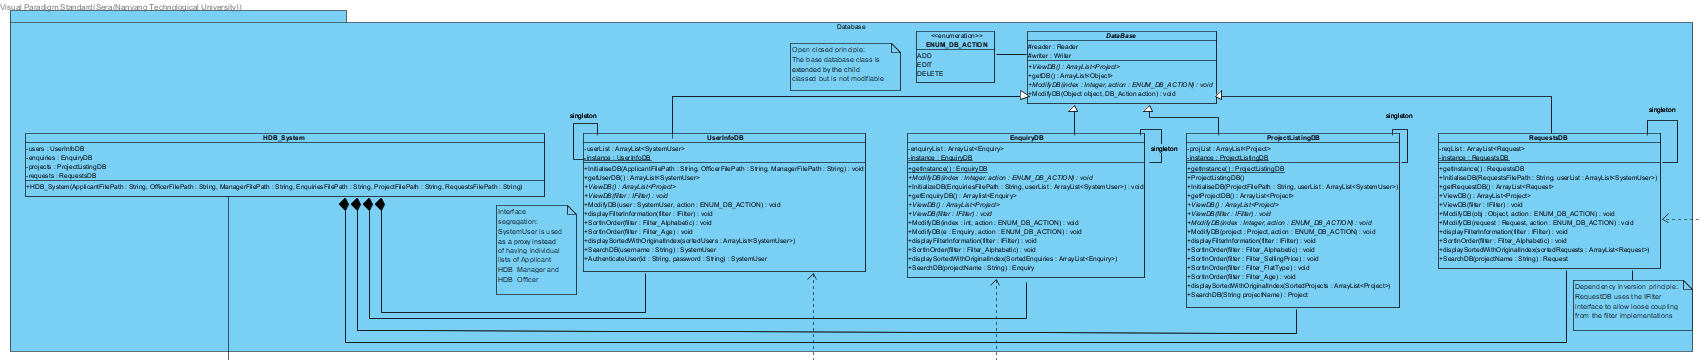 Visual Paradigm Standard(Sera(Nanyang Technological University))
Database
Open closed principle:
The base database class is
extended by the child
classed but is not modifiable
<<enumeration>>
ENUM_DB_ACTION
ADD
EDIT
DELETE
DataBase
#reader : Reader
#writer : Writer
+ViewDB() : ArrayList<Project>
+getDB() : ArrayList<Object>
+ModifyDB(index : Integer, action : ENUM_DB_ACTION) : void
+ModifyDB(Object object, DB_Action action) : void
HDB_System
-users : UserInfoDB
-enquiries : EnquiryDB
-projects : ProjectListingDB
-requests : RequestsDB
+HDB_System(ApplicantFilePath : String, OfficerFilePath : String, ManagerFilePath : String, EnquiriesFilePath : String, ProjectFilePath : String, RequestsFilePath : String)
Interface
segregation:
SystemUser is used
as a proxy instead
of having individual
lists of Applicant
HDB Manager and
HDB Officer
singleton
UserInfoDB
-userList : ArrayList<SystemUser>
-instance : UserInfoDB
+InitialiseDB(ApplicantFilePath : String, OfficerFilePath : String, ManagerFilePath : String) : void
+getUserDB() : ArrayList<SystemUser>
+ViewDB() : ArrayList<Project>
+ViewDB(filter : IFilter) : void
+ModifyDB(user : SystemUser, action : ENUM_DB_ACTION) : void
+displayFilterInformation(filter : IFilter) : void
+SortInOrder(filter : Filter_Alphabetic) : void
+SortInOrder(filter : Filter_Age) : void
+displaySortedWithOriginalIndex(sortedUsers : ArrayList<SystemUser>)
+SearchDB(username : String) : SystemUser
+AuthenticateUser(id : String, password : String) : SystemUser
singleton
EnquiryDB
-enquiryList : ArrayList<Enquiry>
-instance : EnquiryDB
+getInstance() : EnquiryDB
+ModifyDB(index : Integer, action : ENUM_DB_ACTION) : void
+InitializeDB(EnquiriesFilePath : String, userList : ArrayList<SystemUser>) : void
+getEnquiryDB() : Arraylist<Enquiry>
+ViewDB() : ArrayList<Project>
+ViewDB(filter : IFilter) : void
+ModifyDB(index : int, action : ENUM_DB_ACTION) : void
+ModifyDB(e : Enquiry, action : ENUM_DB_ACTION) : void
+displayFilterInformation(filter : IFilter) : void
+SortInOrder(filter : Filter_Alphabetic) : void
+displaySortedWithOriginalIndex(SortedEnquiries : ArrayList<Enquiry>)
+SearchDB(projectName : String) : Enquiry
singleton
ProjectListingDB
-projList : ArrayList<Project>
-instance : ProjectListingDB
+getInstance() : ProjectListingDB
+ProjectListingDB()
+InitialiseDB(ProjectFilePath : String, userList : ArrayList<SystemUser>)
+getProjectDB() : ArrayList<Project>
+ViewDB() : ArrayList<Project>
+ViewDB(filter : IFilter) : void
+ModifyDB(index : Integer, action : ENUM_DB_ACTION) : void
+ModifyDB(project : Project, action : ENUM_DB_ACTION) : void
+displayFilterInformation(filter : IFilter) : void
+SortInOrder(filter : Filter_Alphabetic) : void
+SortInOrder(filter : Filter_SellingPrice) : void
+SortInOrder(filter : Filter_FlatType) : void
+SortInOrder(filter : Filter_Age) : void
+displaySortedWithOriginalIndex(SortedProjects : ArrayList<Project>)
+SearchDB(String projectName) : Project
singleton
RequestsDB
-reqList : ArrayList<Request>
-instance : RequestsDB
+getInstance() : RequestsDB
+InitialiseDB(RequestsFilePath : String, userList : ArrayList<SystemUser>)
+getRequestDB() : ArrayList<Request>
+ViewDB(filter : IFilter) : void
+ModifyDB(obj : Object, action : ENUM_DB_ACTION) : void
+ModifyDB(request : Request, action : ENUM_DB_ACTION) : void
+displayFilterInformation(filter : IFilter) : void
+SortInOrder(filter : Filter_Alphabetic) : void
+displaySortedWithOriginalIndex(sortedRequests : ArrayList<Request>)
+SearchDB(projectName : String) : Request
Dependency inversion principle:
RequestDB uses the IFilter
interface to allow loose coupling
from the filter implementations